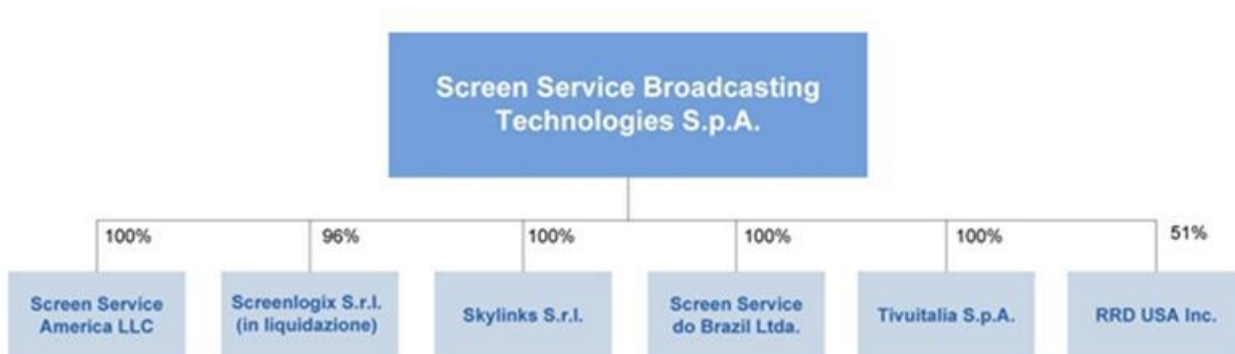 Screen Service Broadcasting
Technologies S.p.A.
100%
96%
100%
100%
100%
51%
Screen Service
America LLC
Screenlogix S.r.l.
(in liquidazione)
Skylinks S.r.l.
Screen Service
do Brazil Ltda.
Tivuitalia S.p.A.
RRD USA Inc.